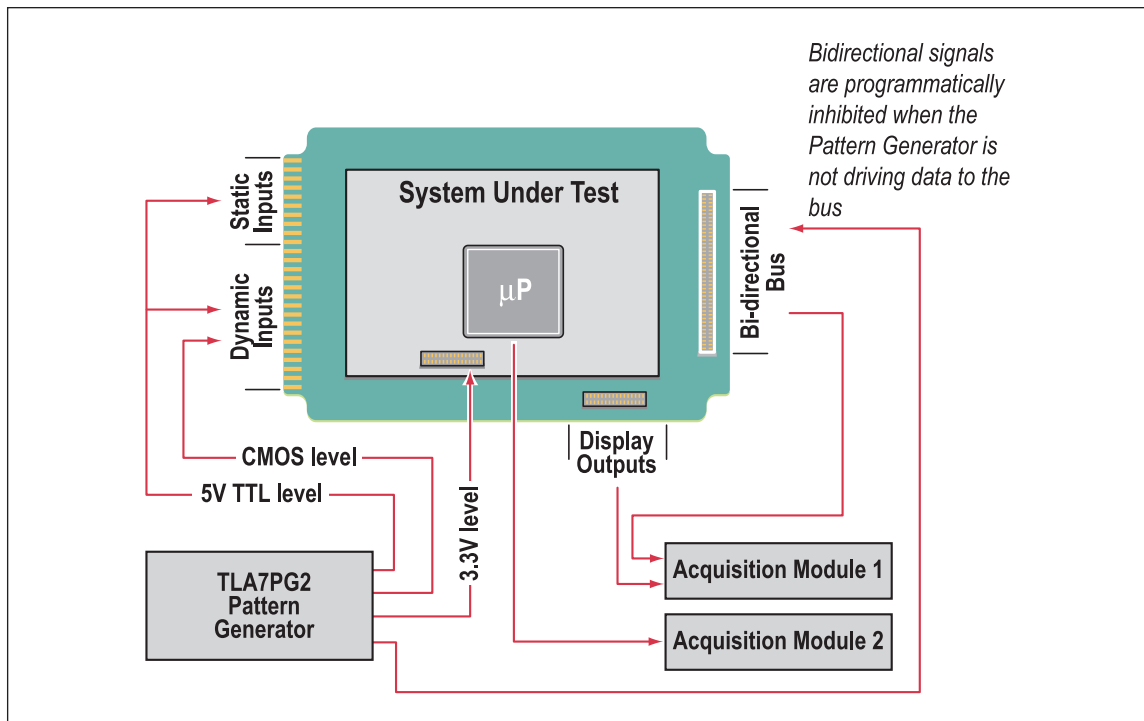 Bidirectional signals
are programmatically
inhibited when the
Pattern Generator is
not driving data to the
bus
Static
Inputs
System Under Test
μP
Dynamic
Inputs
Bi-directional
Bus
CMOS level
5V TTL level
3.3V level
Display
Outputs
TLA7PG2
Pattern
Generator
Acquisition Module 1
Acquisition Module 2